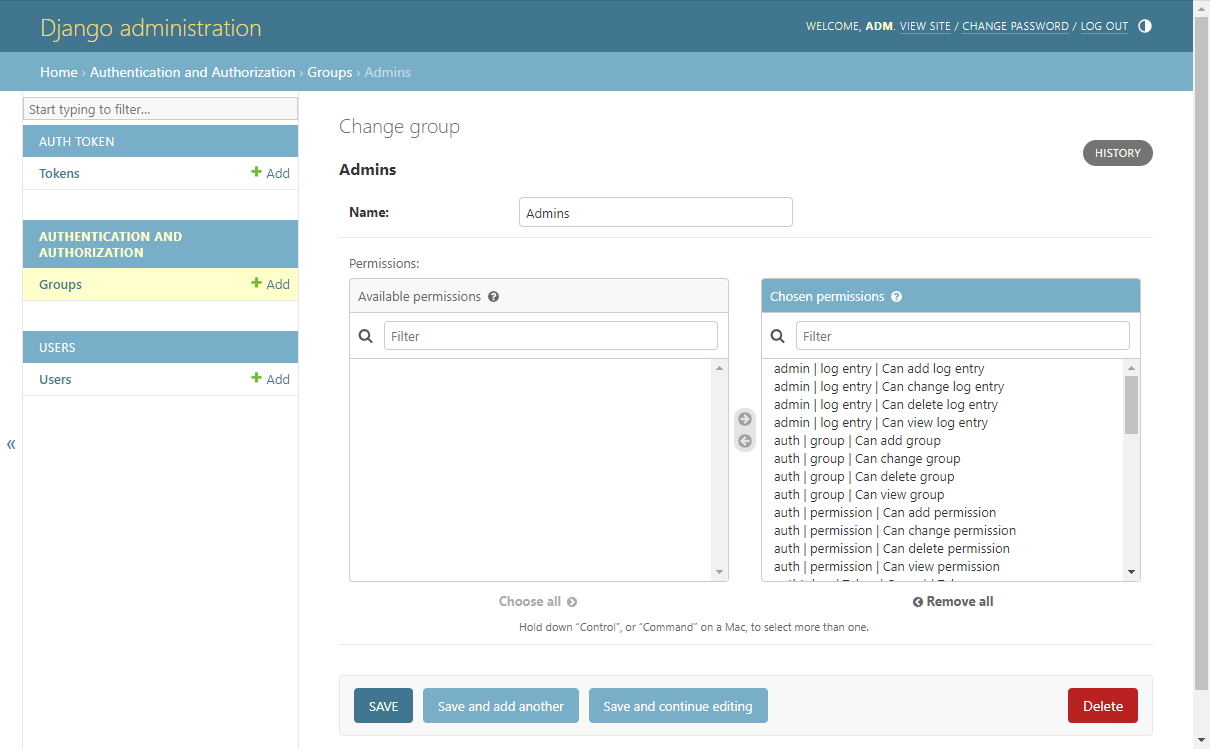 Django administration
WELCOME, ADM. VIEW SITE / CHANGE PASSWORD / LOG OUT
Home › Authentication and Authorization › Groups › Admins
Start typing to filter...
AUTH TOKEN
Tokens
Add
AUTHENTICATION AND
AUTHORIZATION
Groups
Add
USERS
Users
Add
«
Change group
HISTORY
Admins
Name:
Admins
Permissions:
Available permissions
Filter
Choose all
Chosen permissions
Filter
admin | log entry | Can add log entry
admin | log entry | Can change log entry
admin | log entry | Can delete log entry
admin | log entry | Can view log entry
auth | group | Can add group
auth | group | Can change group
auth | group | Can delete group
auth | group | Can view group
auth | permission | Can add permission
auth | permission | Can change permission
auth | permission | Can delete permission
auth | permission | Can view permission
Remove all
Hold down “Control”, or “Command” on a Mac, to select more than one.
SAVE
Save and add another
Save and continue editing
Delete